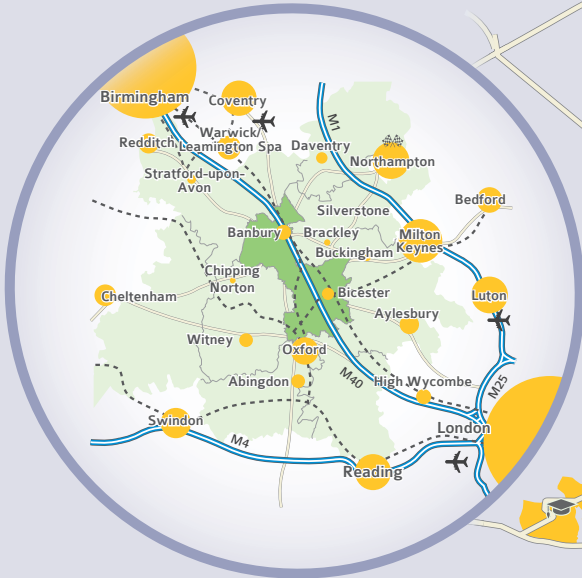 Birmingham
Coventry
M1
Warwick/
Leamington Spa
Redditch
Daventry
Northampton
Stratford-upon-
Avon
Silverstone
Bedford
Banbury
Brackley
Milton
Keynes
Buckingham
Chipping
Norton
Cheltenham
Bicester
Luton
Aylesbury
Witney
Oxford
Abingdon
M40
High Wycombe
M25
Swindon
London
M4
Reading